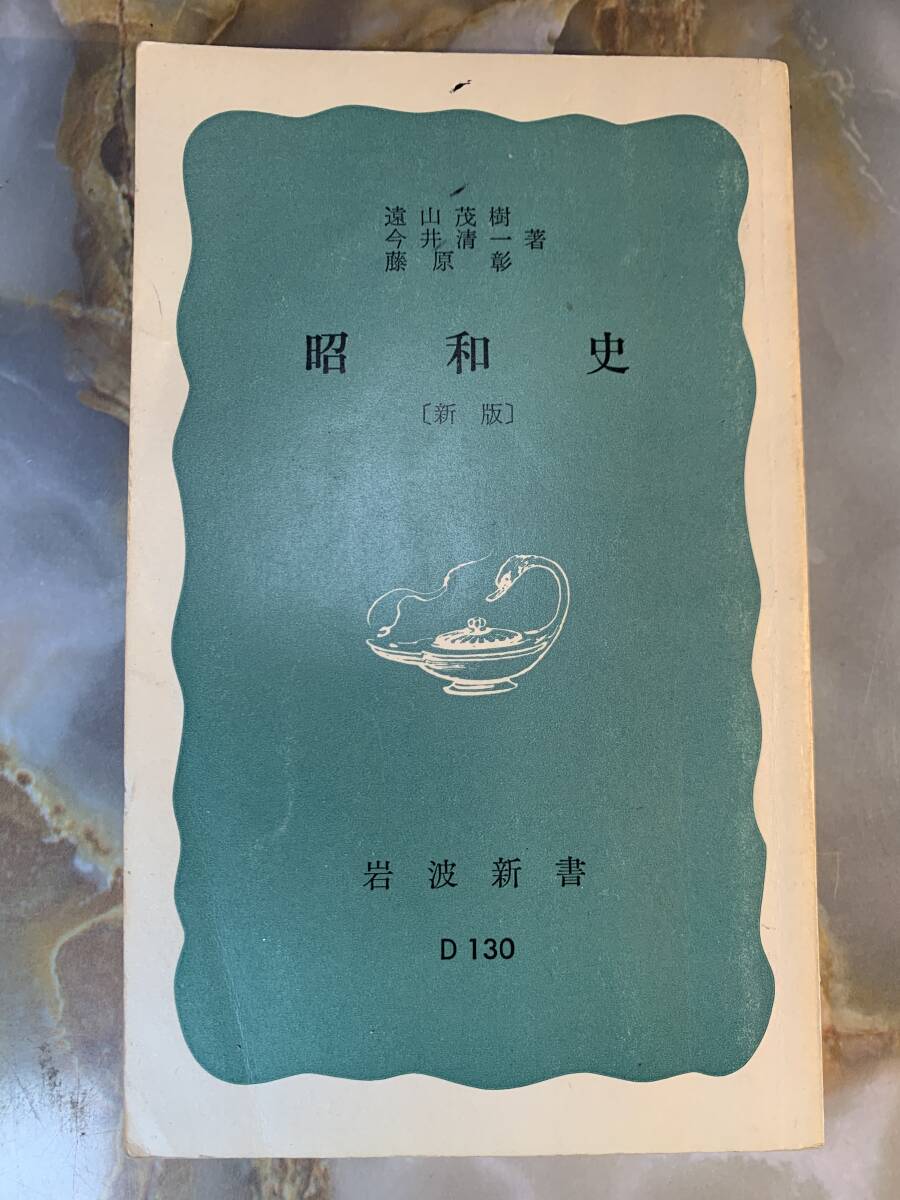 遠山茂樹
今井清一著
藤原彰
昭和史
〔新版〕
岩波新書
D 130